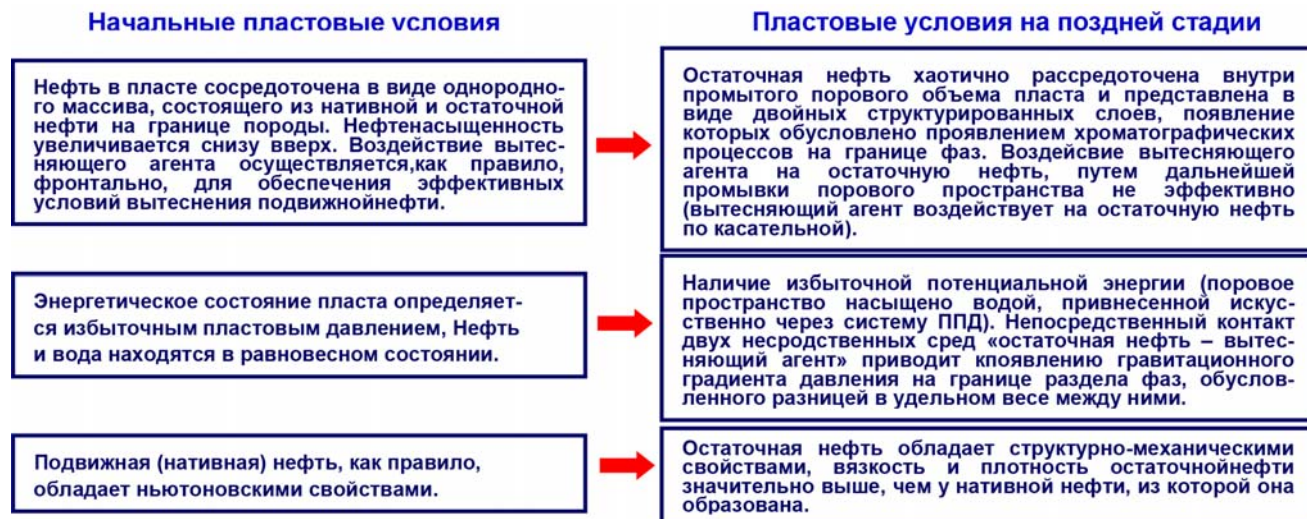 Начальные пластовые условия
Нефть в пласте сосредоточена в виде однородно-
го массива, состоящего из нативной и остаточной
нефти на границе породы. Нефтенасыщенность
увеличивается снизу вверх. Воздействие вытес-
няющего агента осуществляется,как правило,
фронтально, для обеспечения эффективных
условий вытеснения подвижнойнефти.
Пластовые условия на поздней стадии
Остаточная нефть хаотично рассредоточена внутри
промытого порового объема пласта и представлена в
виде двойных структурированных слоев, появление
которых обусловлено проявлением хроматографических
процессов на границе фаз. Воздейсвие вытесняющего
агента на остаточную нефть, путем дальнейшей
промывки порового пространства не эффективно
(вытесняющий агент воздействует на остаточную нефть
по касательной).
Энергетическое состояние пласта определяет-
ся избыточным пластовым давлением, Нефть
и вода находятся в равновесном состоянии.
Наличие избыточной потенциальной энергии (поровое
пространство насыщено водой, привнесенной искус-
ственно через систему ППД). Непосредственный контакт
двух несродственных сред «остаточная нефть – вытес-
няющий агент» приводит кпоявлению гравитационного
градиента давления на границе раздела фаз, обуслов-
ленного разницей в удельном весе между ними.
Подвижная (нативная) нефть, как правило,
обладает ньютоновскими свойствами.
Остаточная нефть обладает структурно-механическими
свойствами, вязкость и плотность остаточнойнефти
значительно выше, чем у нативной нефти, из которой она
образована.